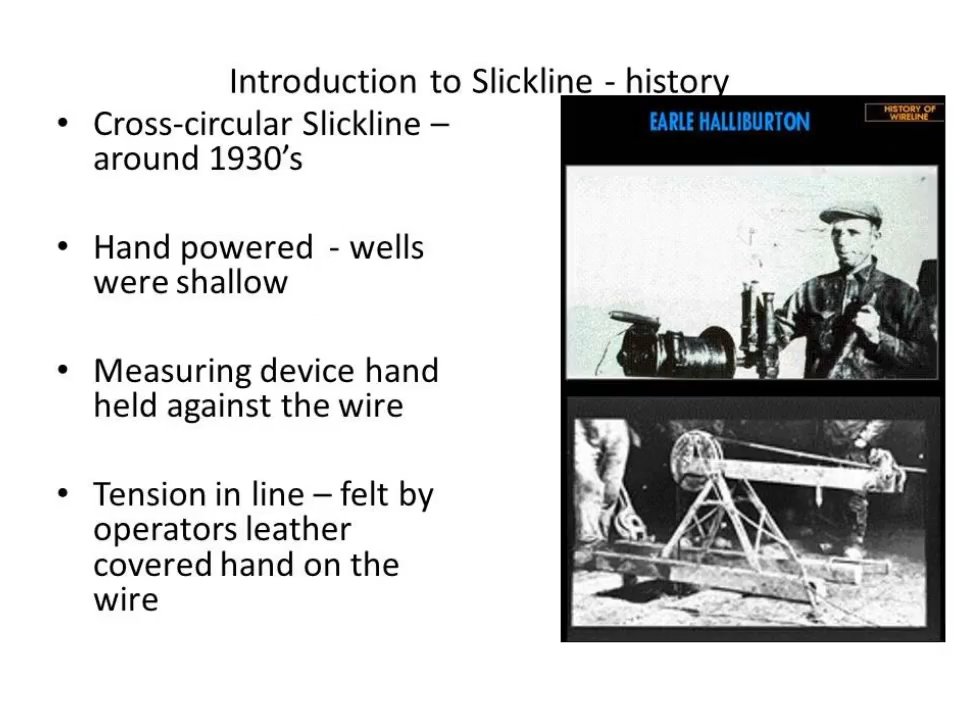 Introduction to Slickline - history
• Cross-circular Slickline –
around 1930’s
• Hand powered - wells
were shallow
• Measuring device hand
held against the wire
• Tension in line – felt by
operators leather
covered hand on the
wire
EARLE HALLIBURTON
HISTORY OF
WIRELINE